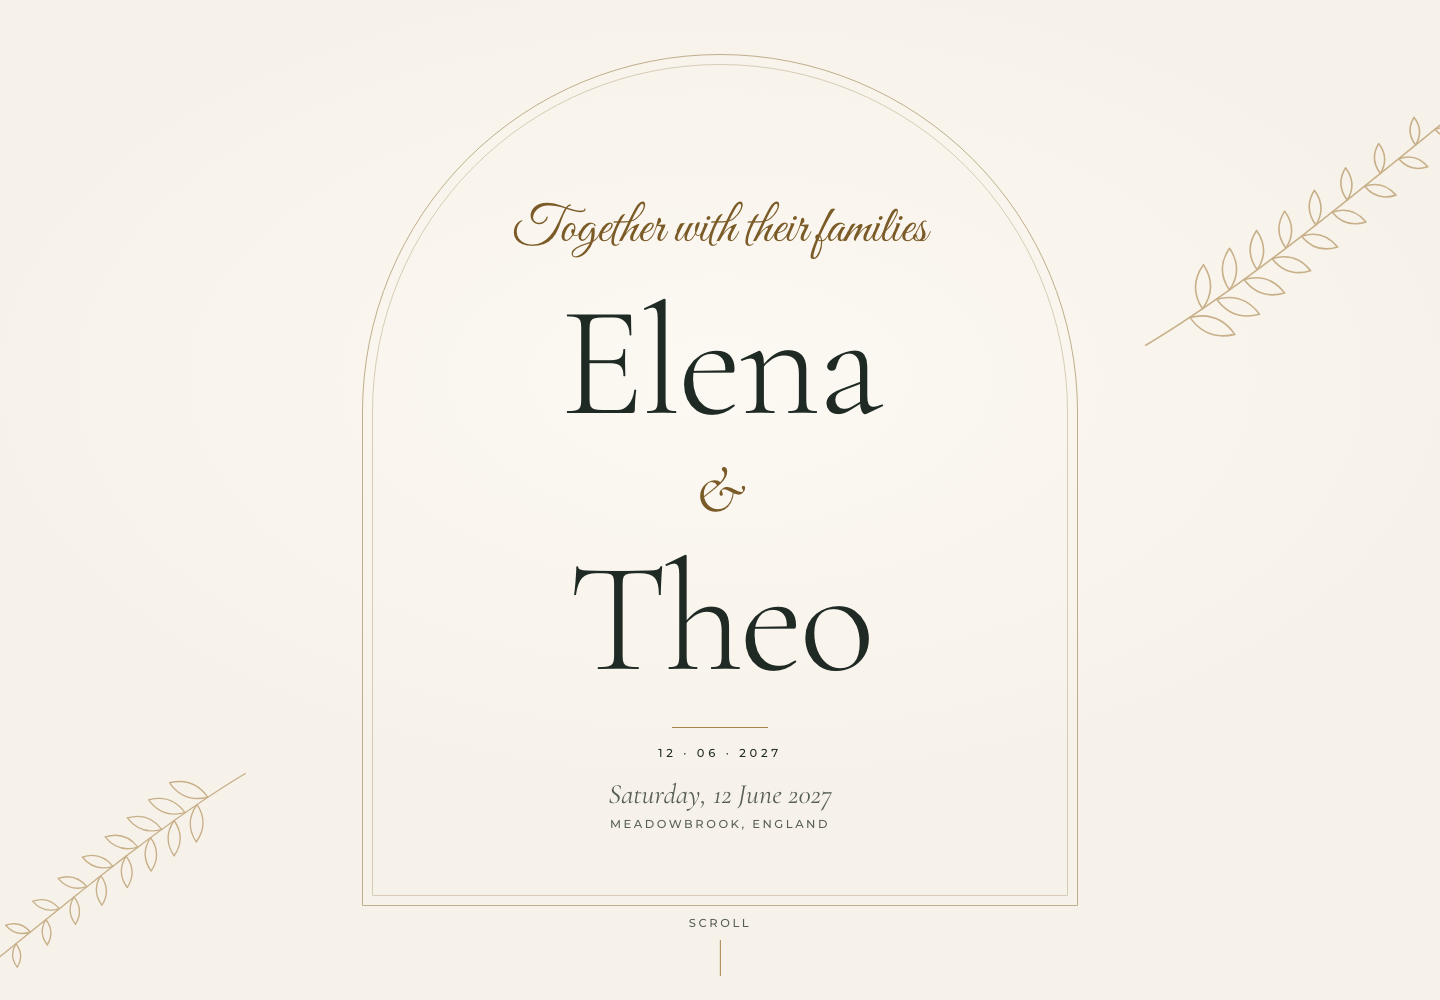 Together with their families
Elena
&
Theo
12 · 06 · 2027
Saturday, 12 June 2027
MEADOWBROOK, ENGLAND
SCROLL